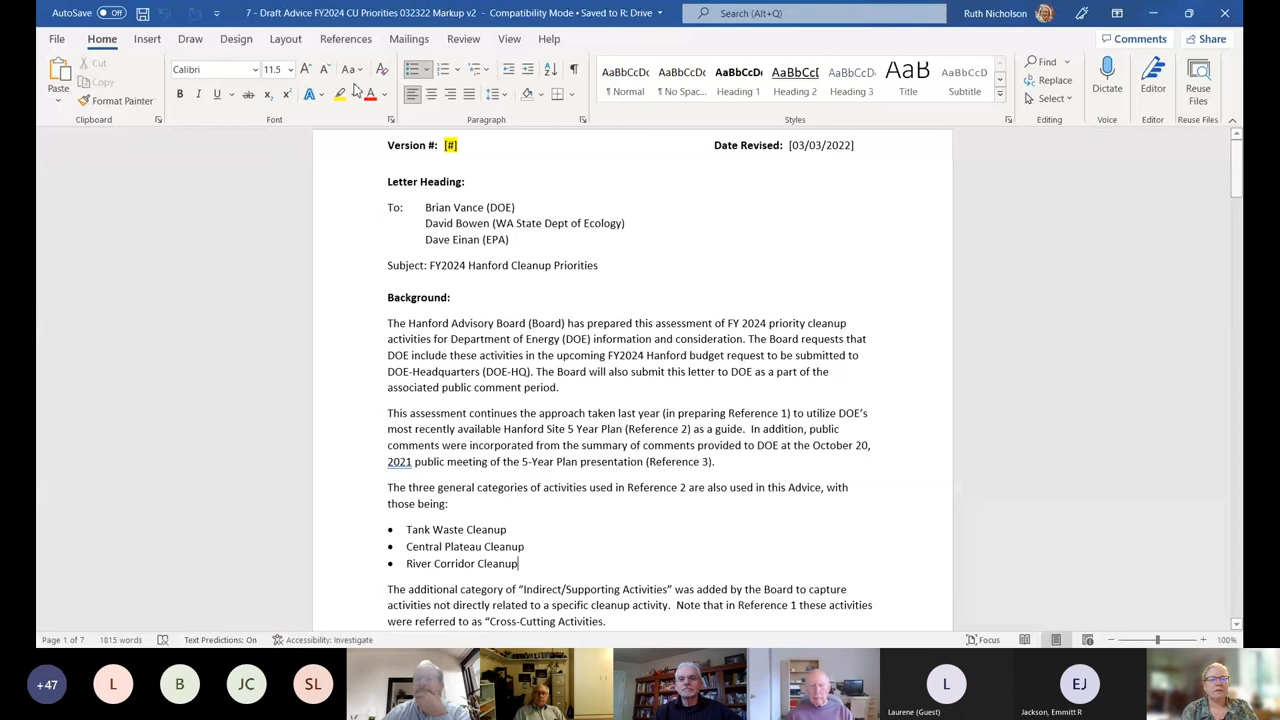 AutoSave Off 7 - Draft Advice FY2024 CU Priorities 032322 Markup v2 - Compatibility Mode • Saved to R: Drive Search (Alt+Q) Ruth Nicholson
File Home Insert Draw Design Layout References Mailings Review View Help Comments Share
Paste Cut Copy Format Painter
Calibri 11.5
AaBbCcDc AaBbCcDc AaBbCcDc AaBbCcD AaBbCcDc AaB AaBbCcD
¶ Normal ¶ No Spac... Heading 1 Heading 2 Heading 3 Title Subtitle
Find Replace Select
Dictate Editor Reuse Files
Clipboard Font Paragraph Styles Editing Voice Editor Reuse Files
Version #: [#] Date Revised: [03/03/2022]
Letter Heading:
To: Brian Vance (DOE)
David Bowen (WA State Dept of Ecology)
Dave Einan (EPA)
Subject: FY2024 Hanford Cleanup Priorities
Background:
The Hanford Advisory Board (Board) has prepared this assessment of FY 2024 priority cleanup
activities for Department of Energy (DOE) information and consideration. The Board requests that
DOE include these activities in the upcoming FY2024 Hanford budget request to be submitted to
DOE-Headquarters (DOE-HQ). The Board will also submit this letter to DOE as a part of the
associated public comment period.
This assessment continues the approach taken last year (in preparing Reference 1) to utilize DOE's
most recently available Hanford Site 5 Year Plan (Reference 2) as a guide. In addition, public
comments were incorporated from the summary of comments provided to DOE at the October 20,
2021 public meeting of the 5-Year Plan presentation (Reference 3).
The three general categories of activities used in Reference 2 are also used in this Advice, with
those being:
• Tank Waste Cleanup
• Central Plateau Cleanup
• River Corridor Cleanup
The additional category of “Indirect/Supporting Activities” was added by the Board to capture
activities not directly related to a specific cleanup activity. Note that in Reference 1 these activities
were referred to as “Cross-Cutting Activities.
Page 1 of 7 1815 words Text Predictions: On Accessibility: Investigate Focus 100%
+47 L B JC SL L EJ
Laurene (Guest) Jackson, Emmitt R